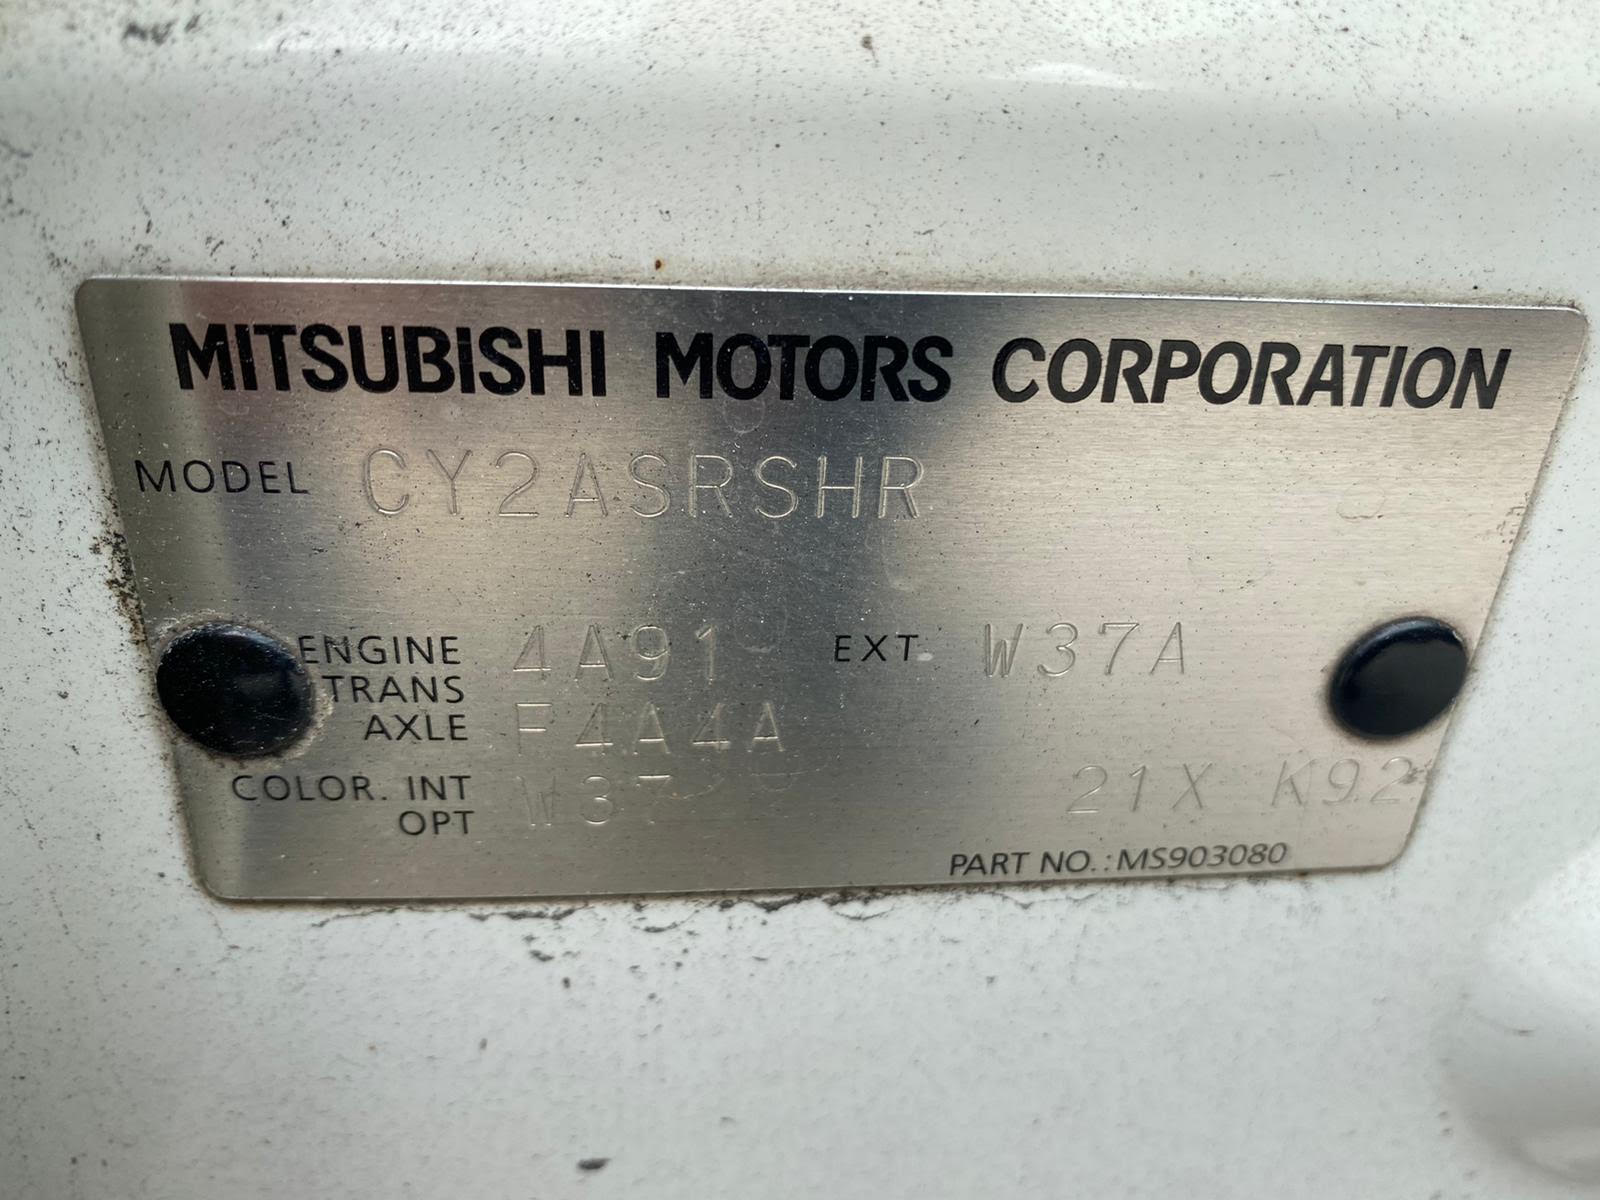 MITSUBISHI MOTORS CORPORATION
MODEL CY2ASRSHR
ENGINE 4A91 EXT W37A
TRANS
AXLE F4A4A
COLOR. INT W37 21X K92
OPT
PART NO.:MS903080